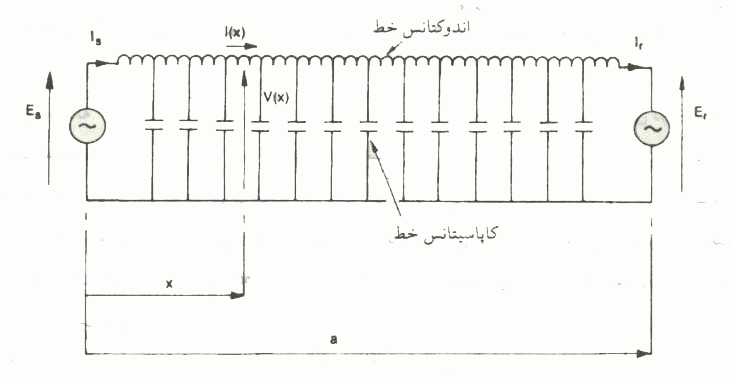 اندوکتانس خط
I(x)
Is
Ir
V(x)
Es
Er
کاپاسیتانس خط
x
a